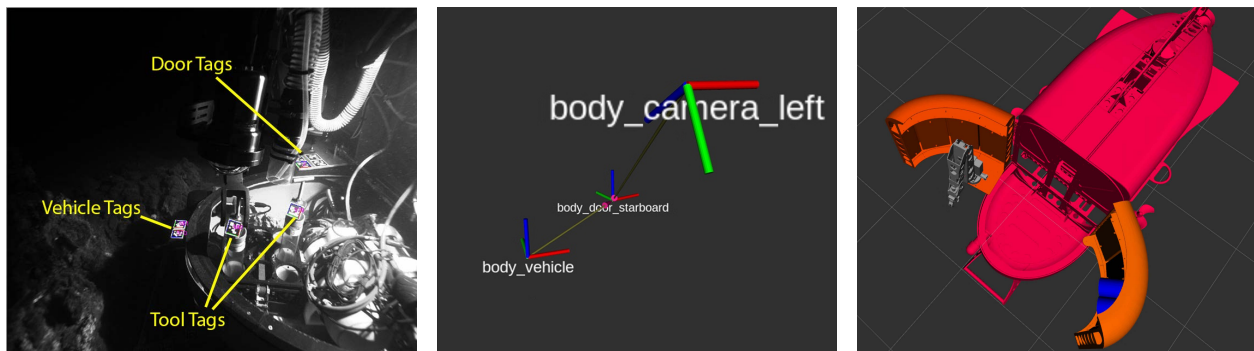 Door Tags
Vehicle Tags
Tool Tags
body_camera_left
body_door_starboard
body_vehicle